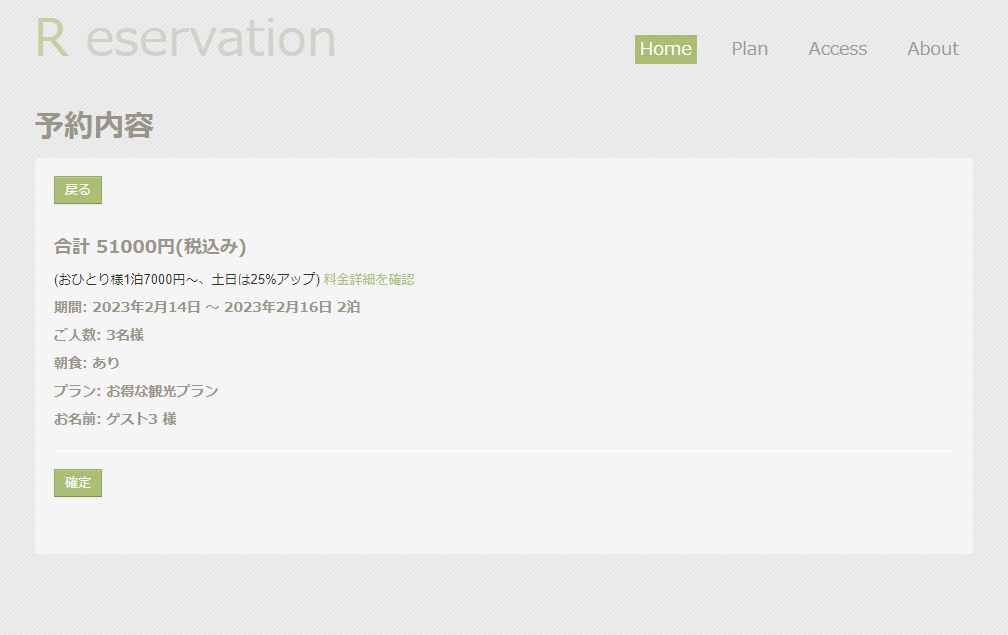 R eservation
Home Plan Access About
予約内容
戻る
合計 51000円(税込み)
(おひとり様1泊7000円～、土日は25%アップ) 料金詳細を確認
期間: 2023年2月14日 ～ 2023年2月16日 2泊
ご人数: 3名様
朝食: あり
プラン: お得な観光プラン
お名前: ゲスト3 様
確定